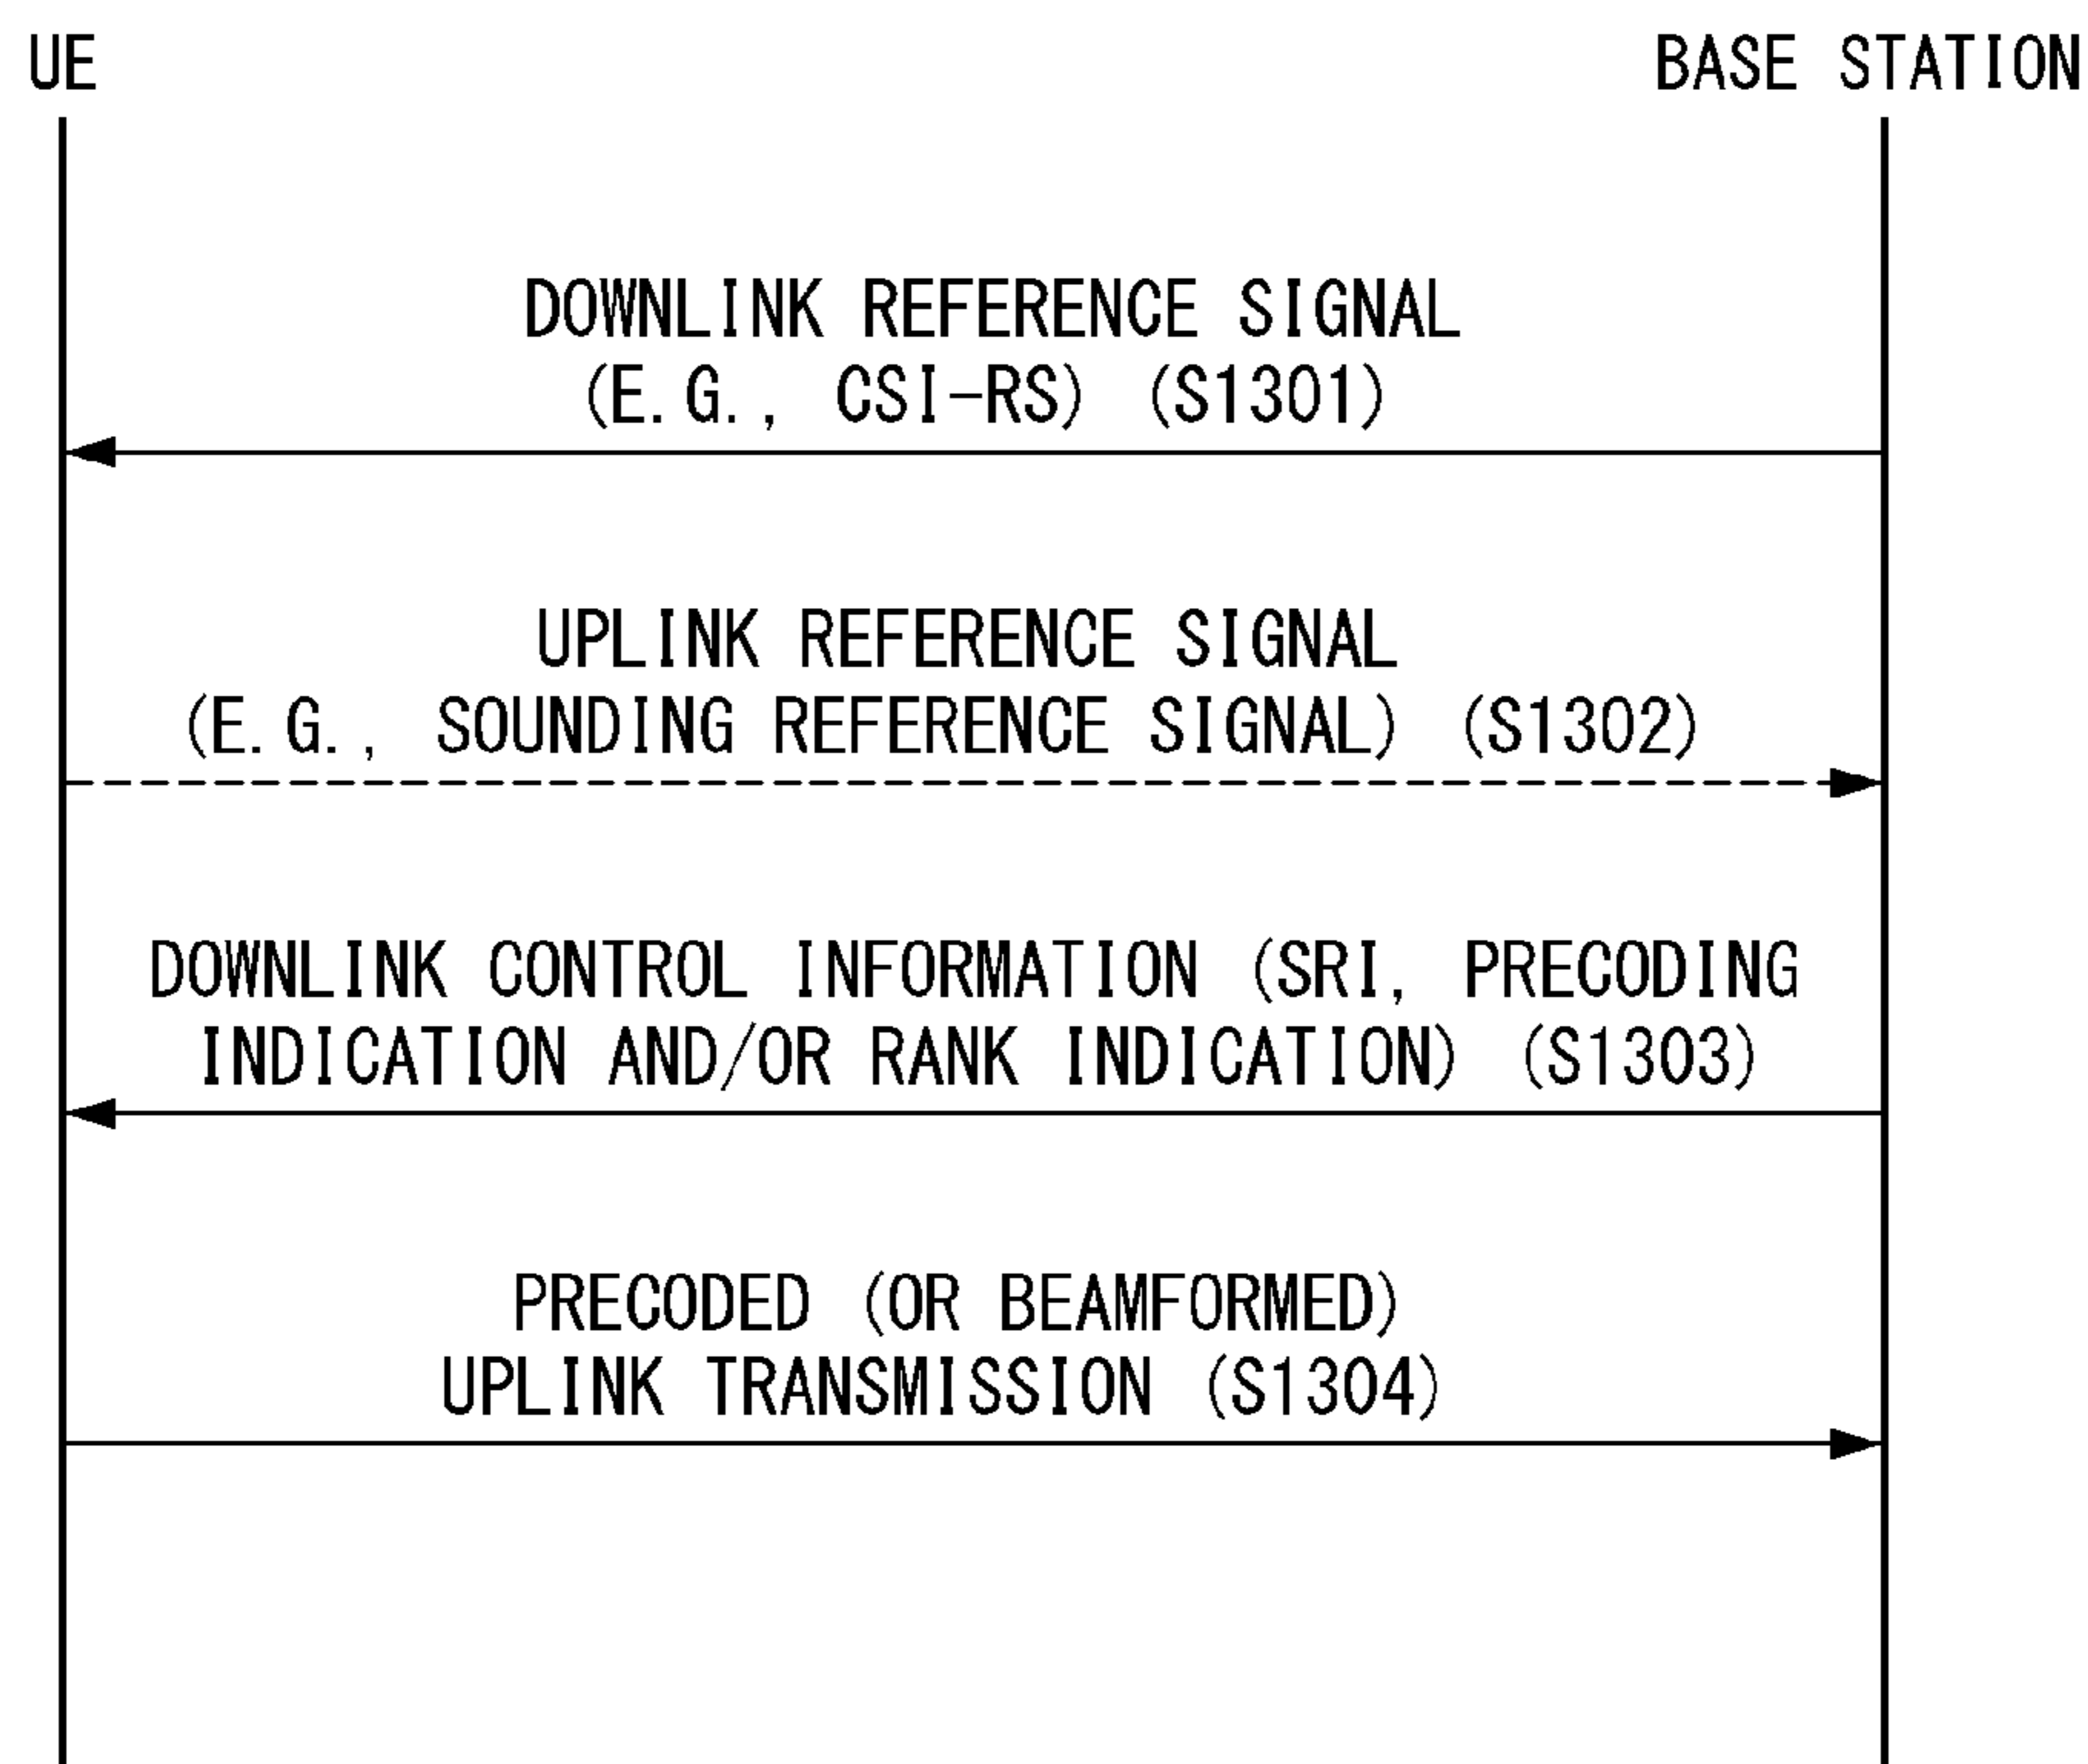 UE
BASE STATION
DOWNLINK REFERENCE SIGNAL
(E.G., CSI-RS) (S1301)
UPLINK REFERENCE SIGNAL
(E.G., SOUNDING REFERENCE SIGNAL) (S1302)
DOWNLINK CONTROL INFORMATION (SRI, PRECODING
INDICATION AND/OR RANK INDICATION) (S1303)
PRECODED (OR BEAMFORMED)
UPLINK TRANSMISSION (S1304)